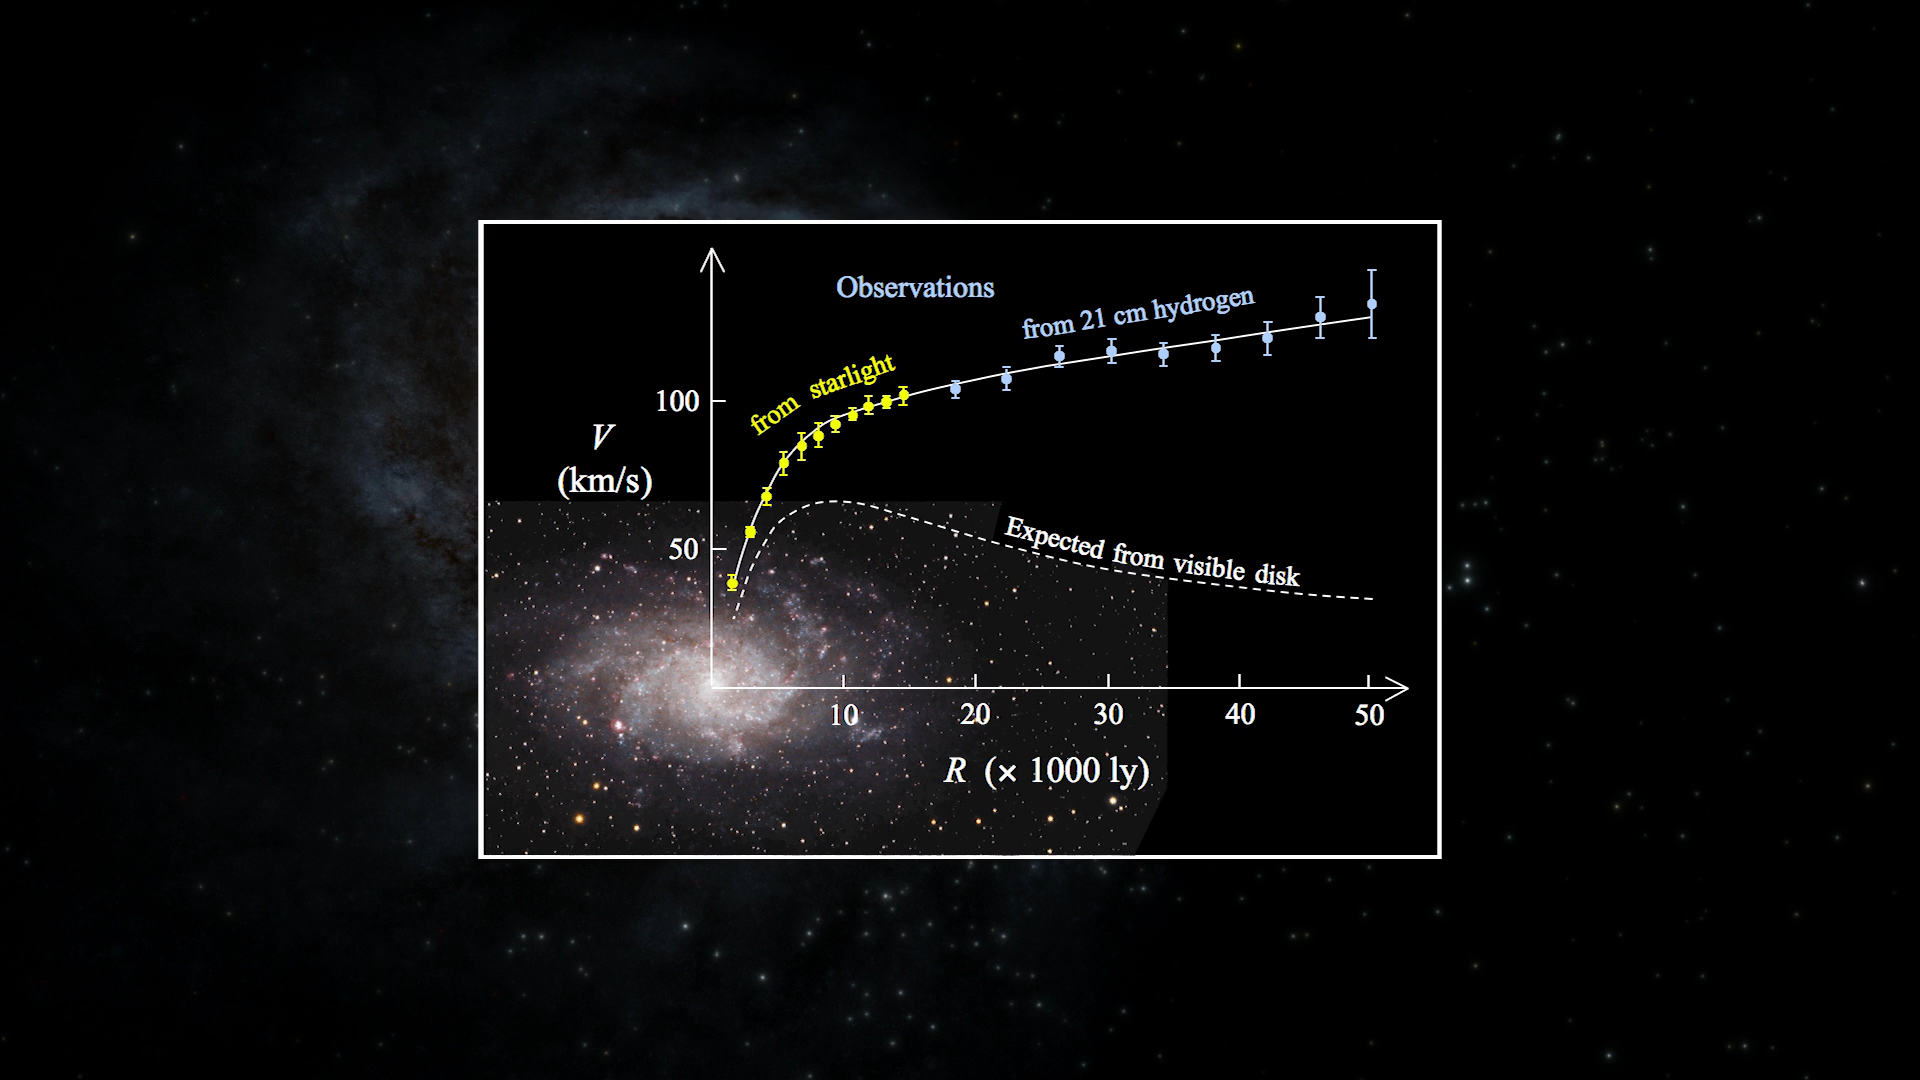 Observations
from 21 cm hydrogen
from starlight
100
V
(km/s)
50
Expected from visible disk
10
20
30
40
50
R (× 1000 ly)